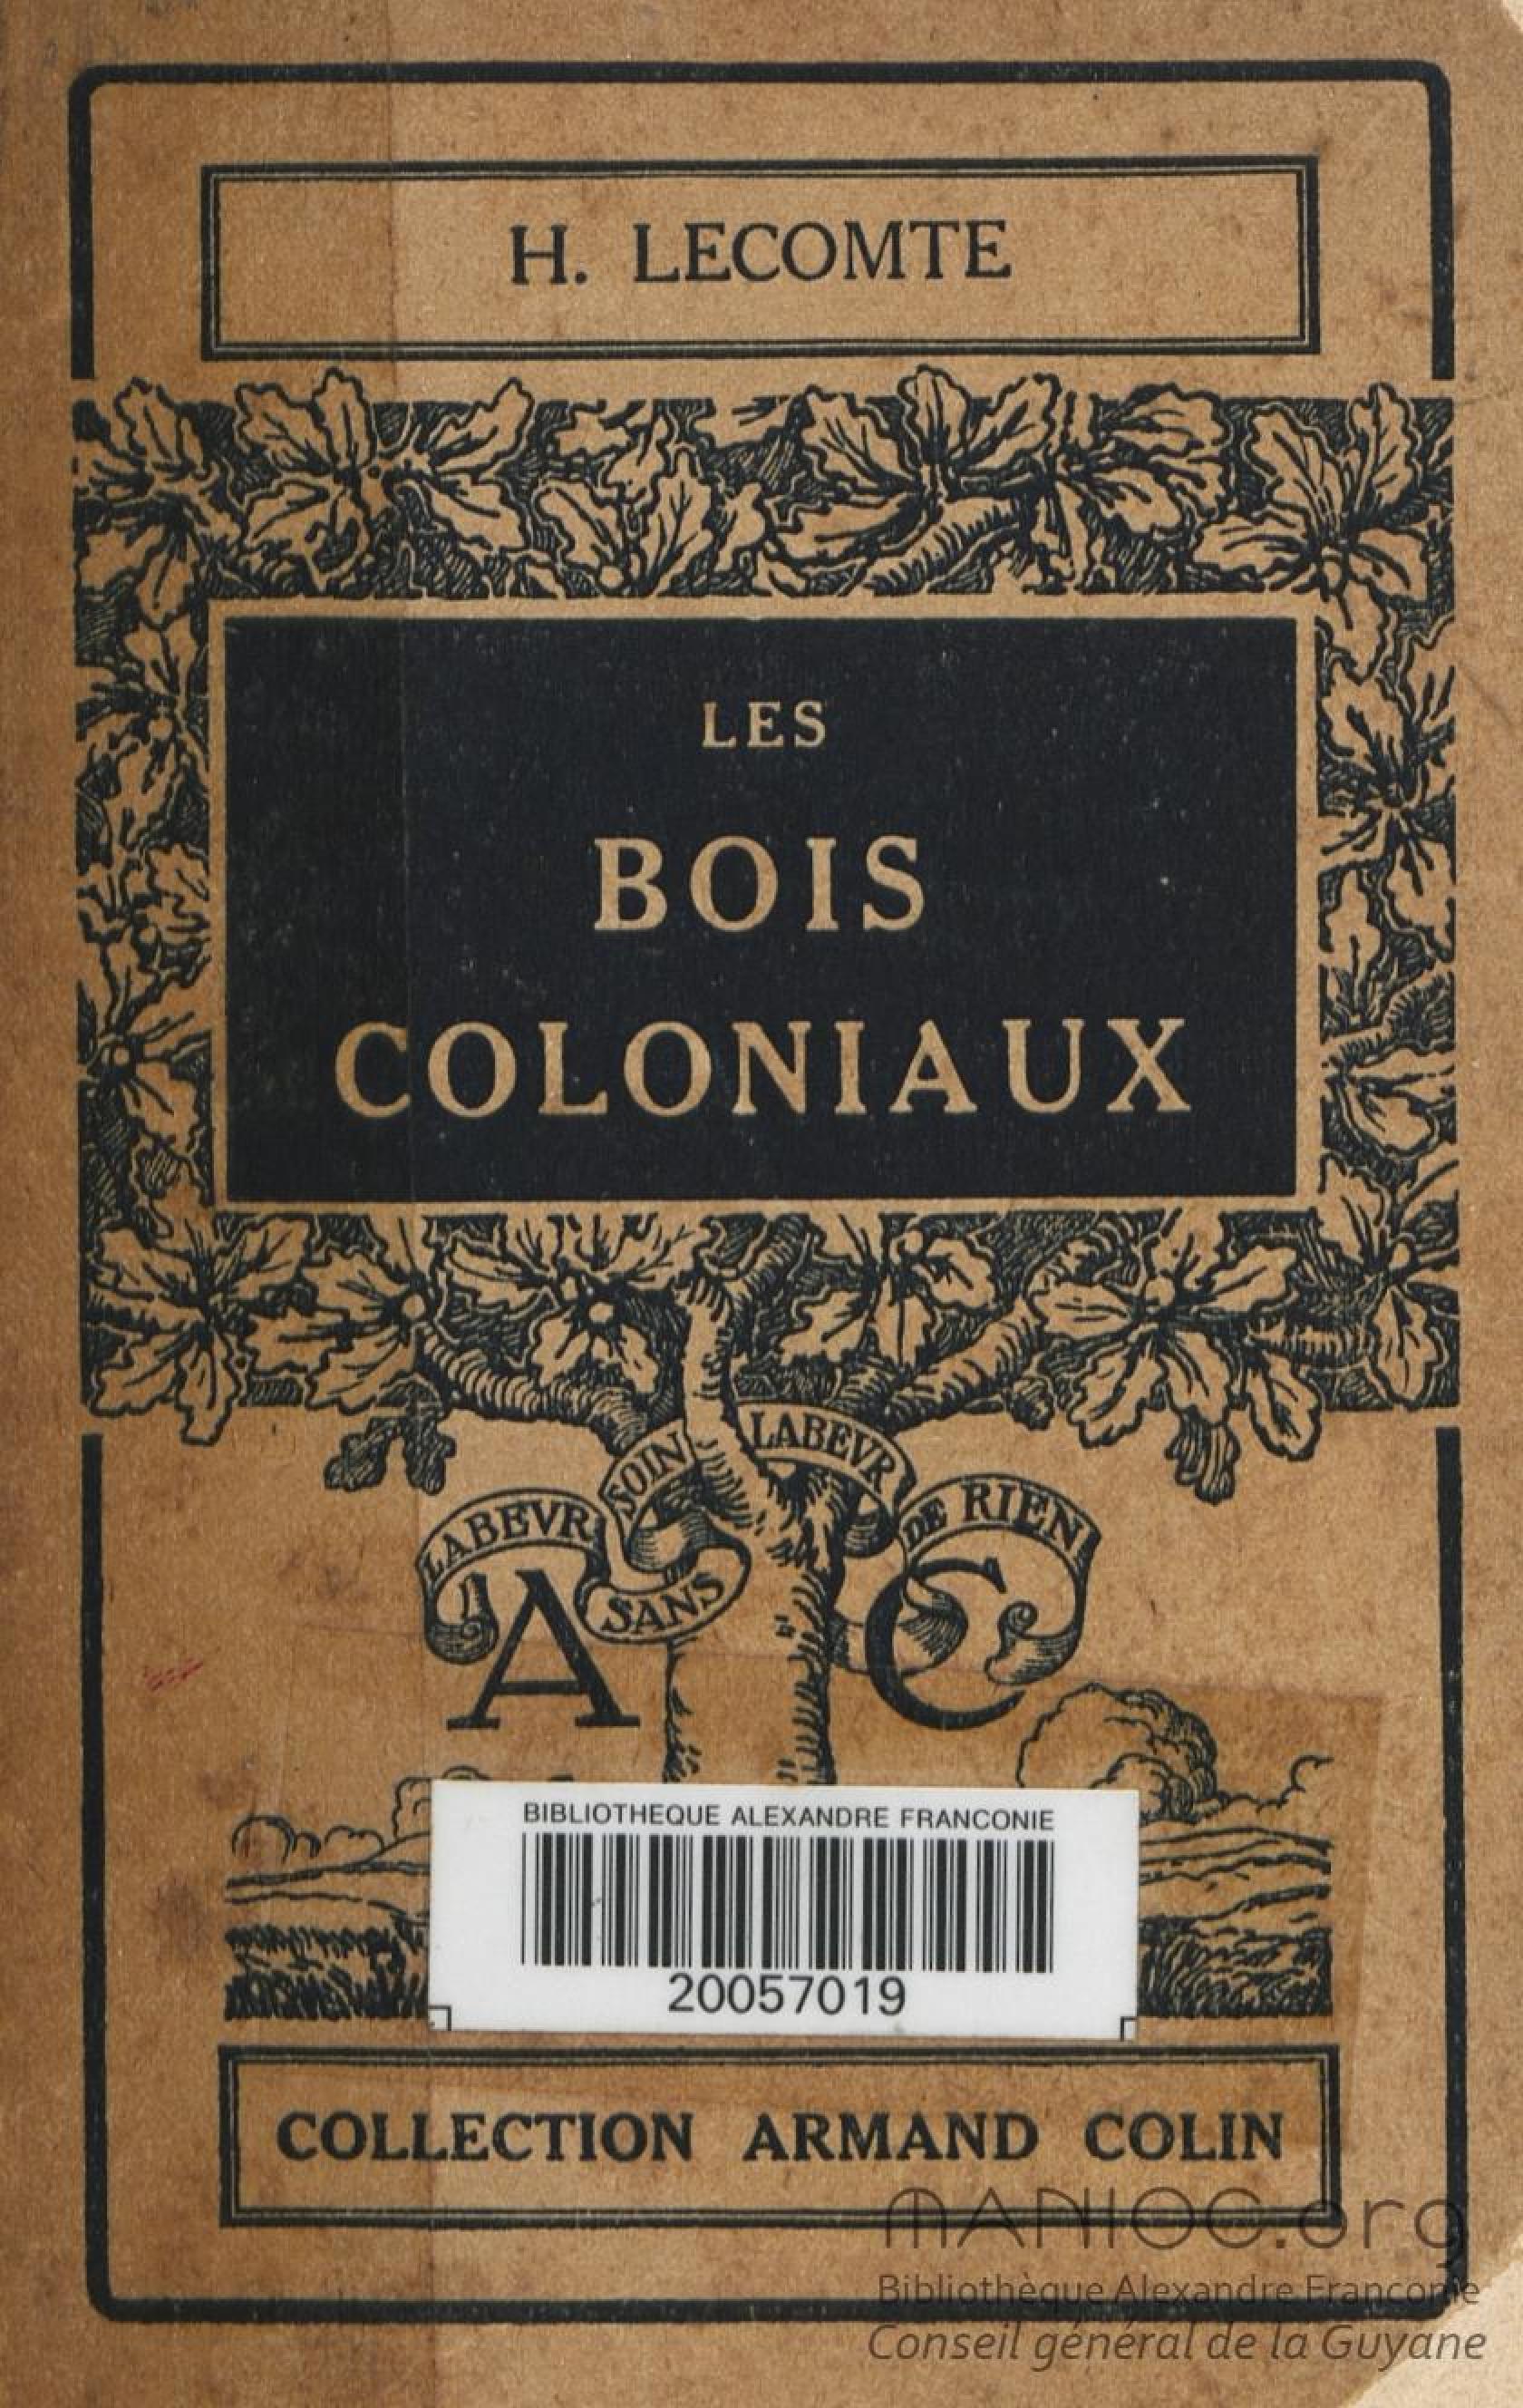 H. LECOMTE
LES
BOIS
COLONIAUX
LABEVR
SOIN
SANS
LABEVR
DE RIEN
A C
BIBLIOTHEQUE ALEXANDRE FRANCONIE
20057019
COLLECTION ARMAND COLIN
MANIOC.org
Bibliothèque Alexandre Franconie
Conseil général de la Guyane